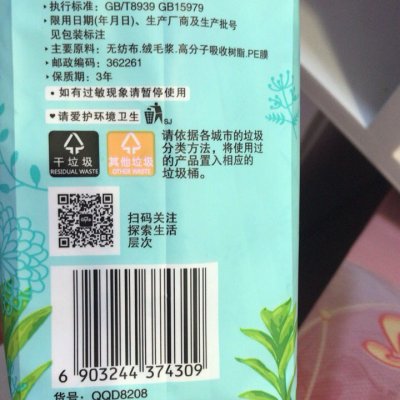 • 执行标准：GB/T8939 GB15979
• 限用日期(年月日)、生产厂商及生产批号
见包装标注
• 主要原料：无纺布.绒毛浆.高分子吸收树脂.PE膜
• 邮政编码：362261
• 保质期：3年
• 如有过敏现象请暂停使用
♥请爱护环境卫生 SJ
干垃圾
RESIDUAL WASTE
其他垃圾
OTHER WASTE
请依据各城市的垃圾
分类方法，将使用过
的产品置入相应的
垃圾桶。
扫码关注
探索生活
层次
6 903244 374309
货号：QQD8208